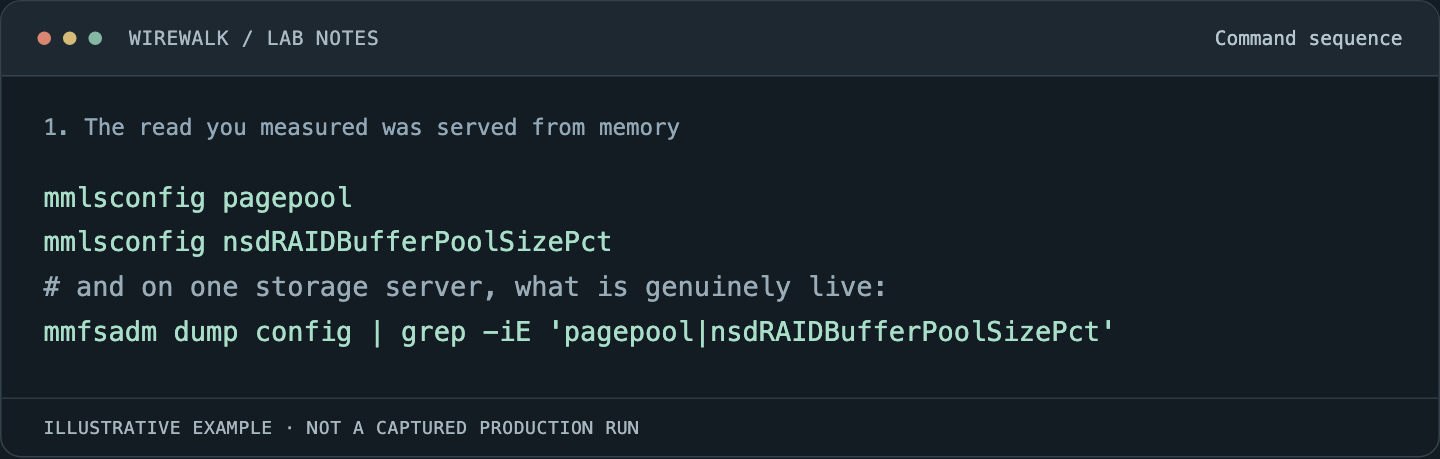 WIREWALK / LAB NOTES
Command sequence
1. The read you measured was served from memory
mmlsconfig pagepool
mmlsconfig nsdRAIDBufferPoolSizePct
# and on one storage server, what is genuinely live:
mmfsadm dump config | grep -iE 'pagepool|nsdRAIDBufferPoolSizePct'
ILLUSTRATIVE EXAMPLE · NOT A CAPTURED PRODUCTION RUN